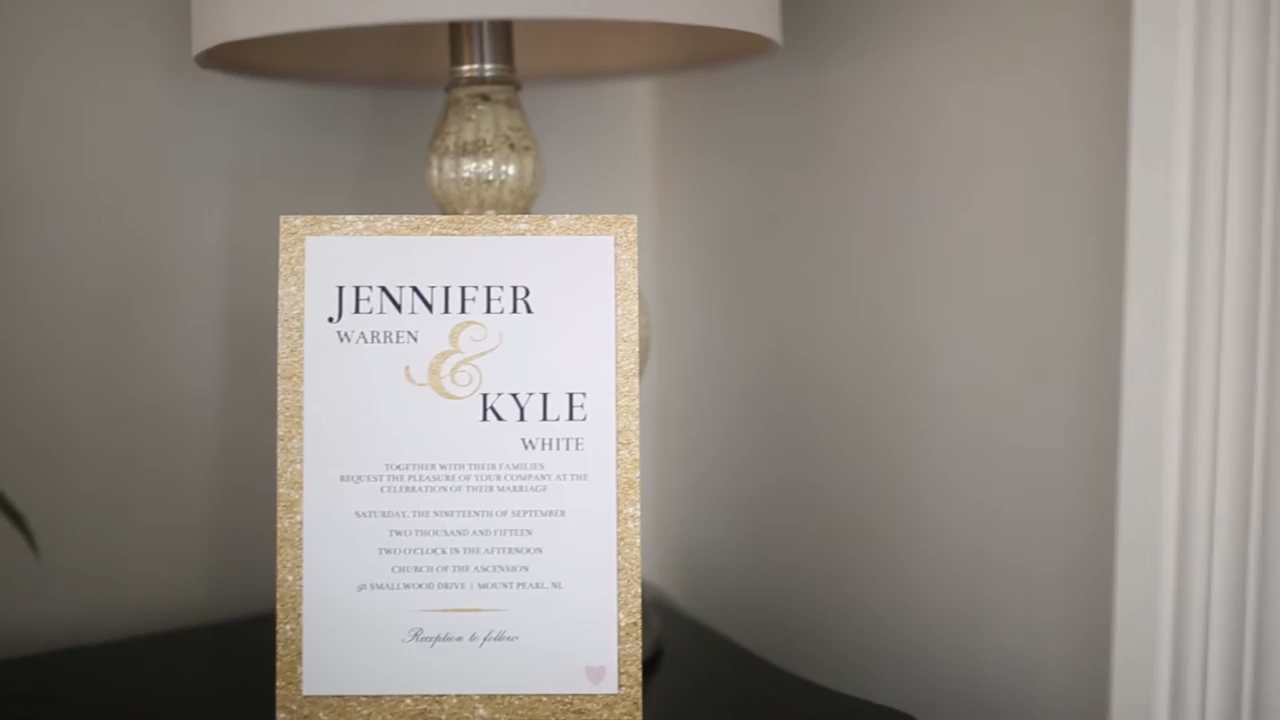 JENNIFER
WARREN
&
KYLE
WHITE
TOGETHER WITH THEIR FAMILIES
REQUEST THE PLEASURE OF YOUR COMPANY AT THE
CELEBRATION OF THEIR MARRIAGE
SATURDAY, THE NINETEENTH OF SEPTEMBER
TWO THOUSAND AND FIFTEEN
TWO O'CLOCK IN THE AFTERNOON
CHURCH OF THE ASCENSION
SMALLWOOD DRIVE | MOUNT PEARL, NL
Reception to follow